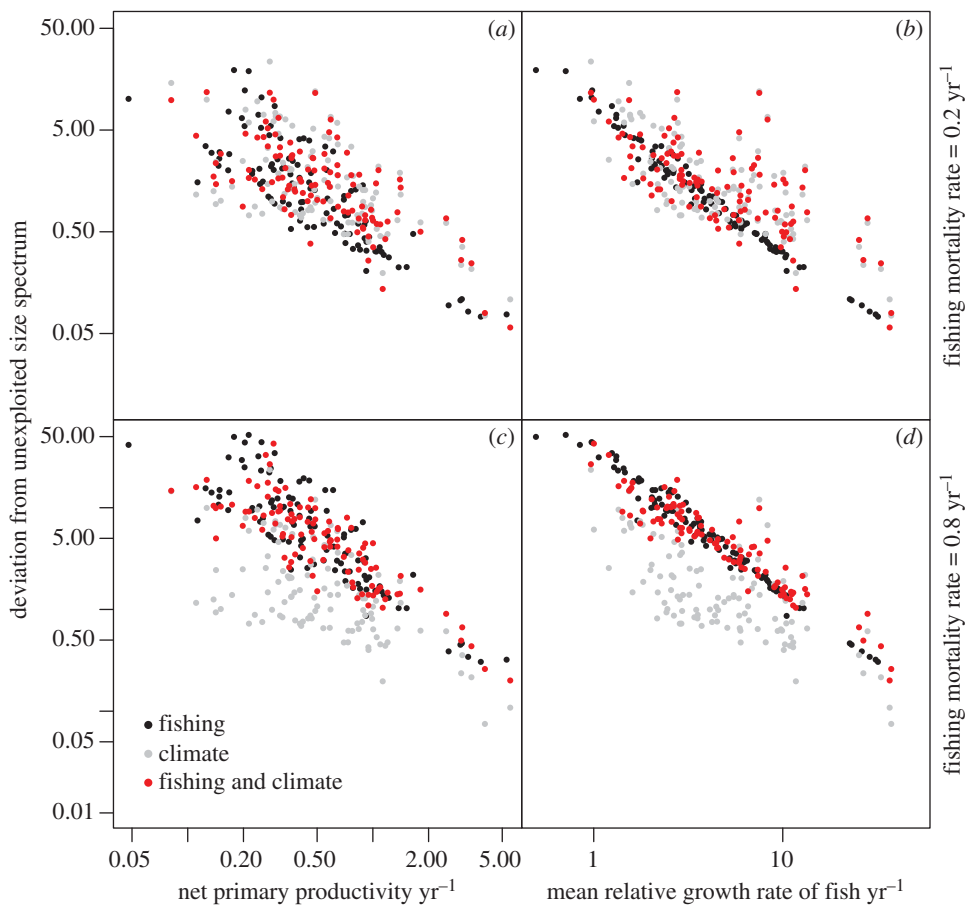 (a)
(b)
50.00
5.00
0.50
0.05
fishing mortality rate = 0.2 yr⁻¹
deviation from unexploited size spectrum
(c)
(d)
50.00
5.00
0.50
0.05
0.01
fishing mortality rate = 0.8 yr⁻¹
fishing
climate
fishing and climate
0.05 0.20 0.50 2.00 5.00
1 10
net primary productivity yr⁻¹
mean relative growth rate of fish yr⁻¹